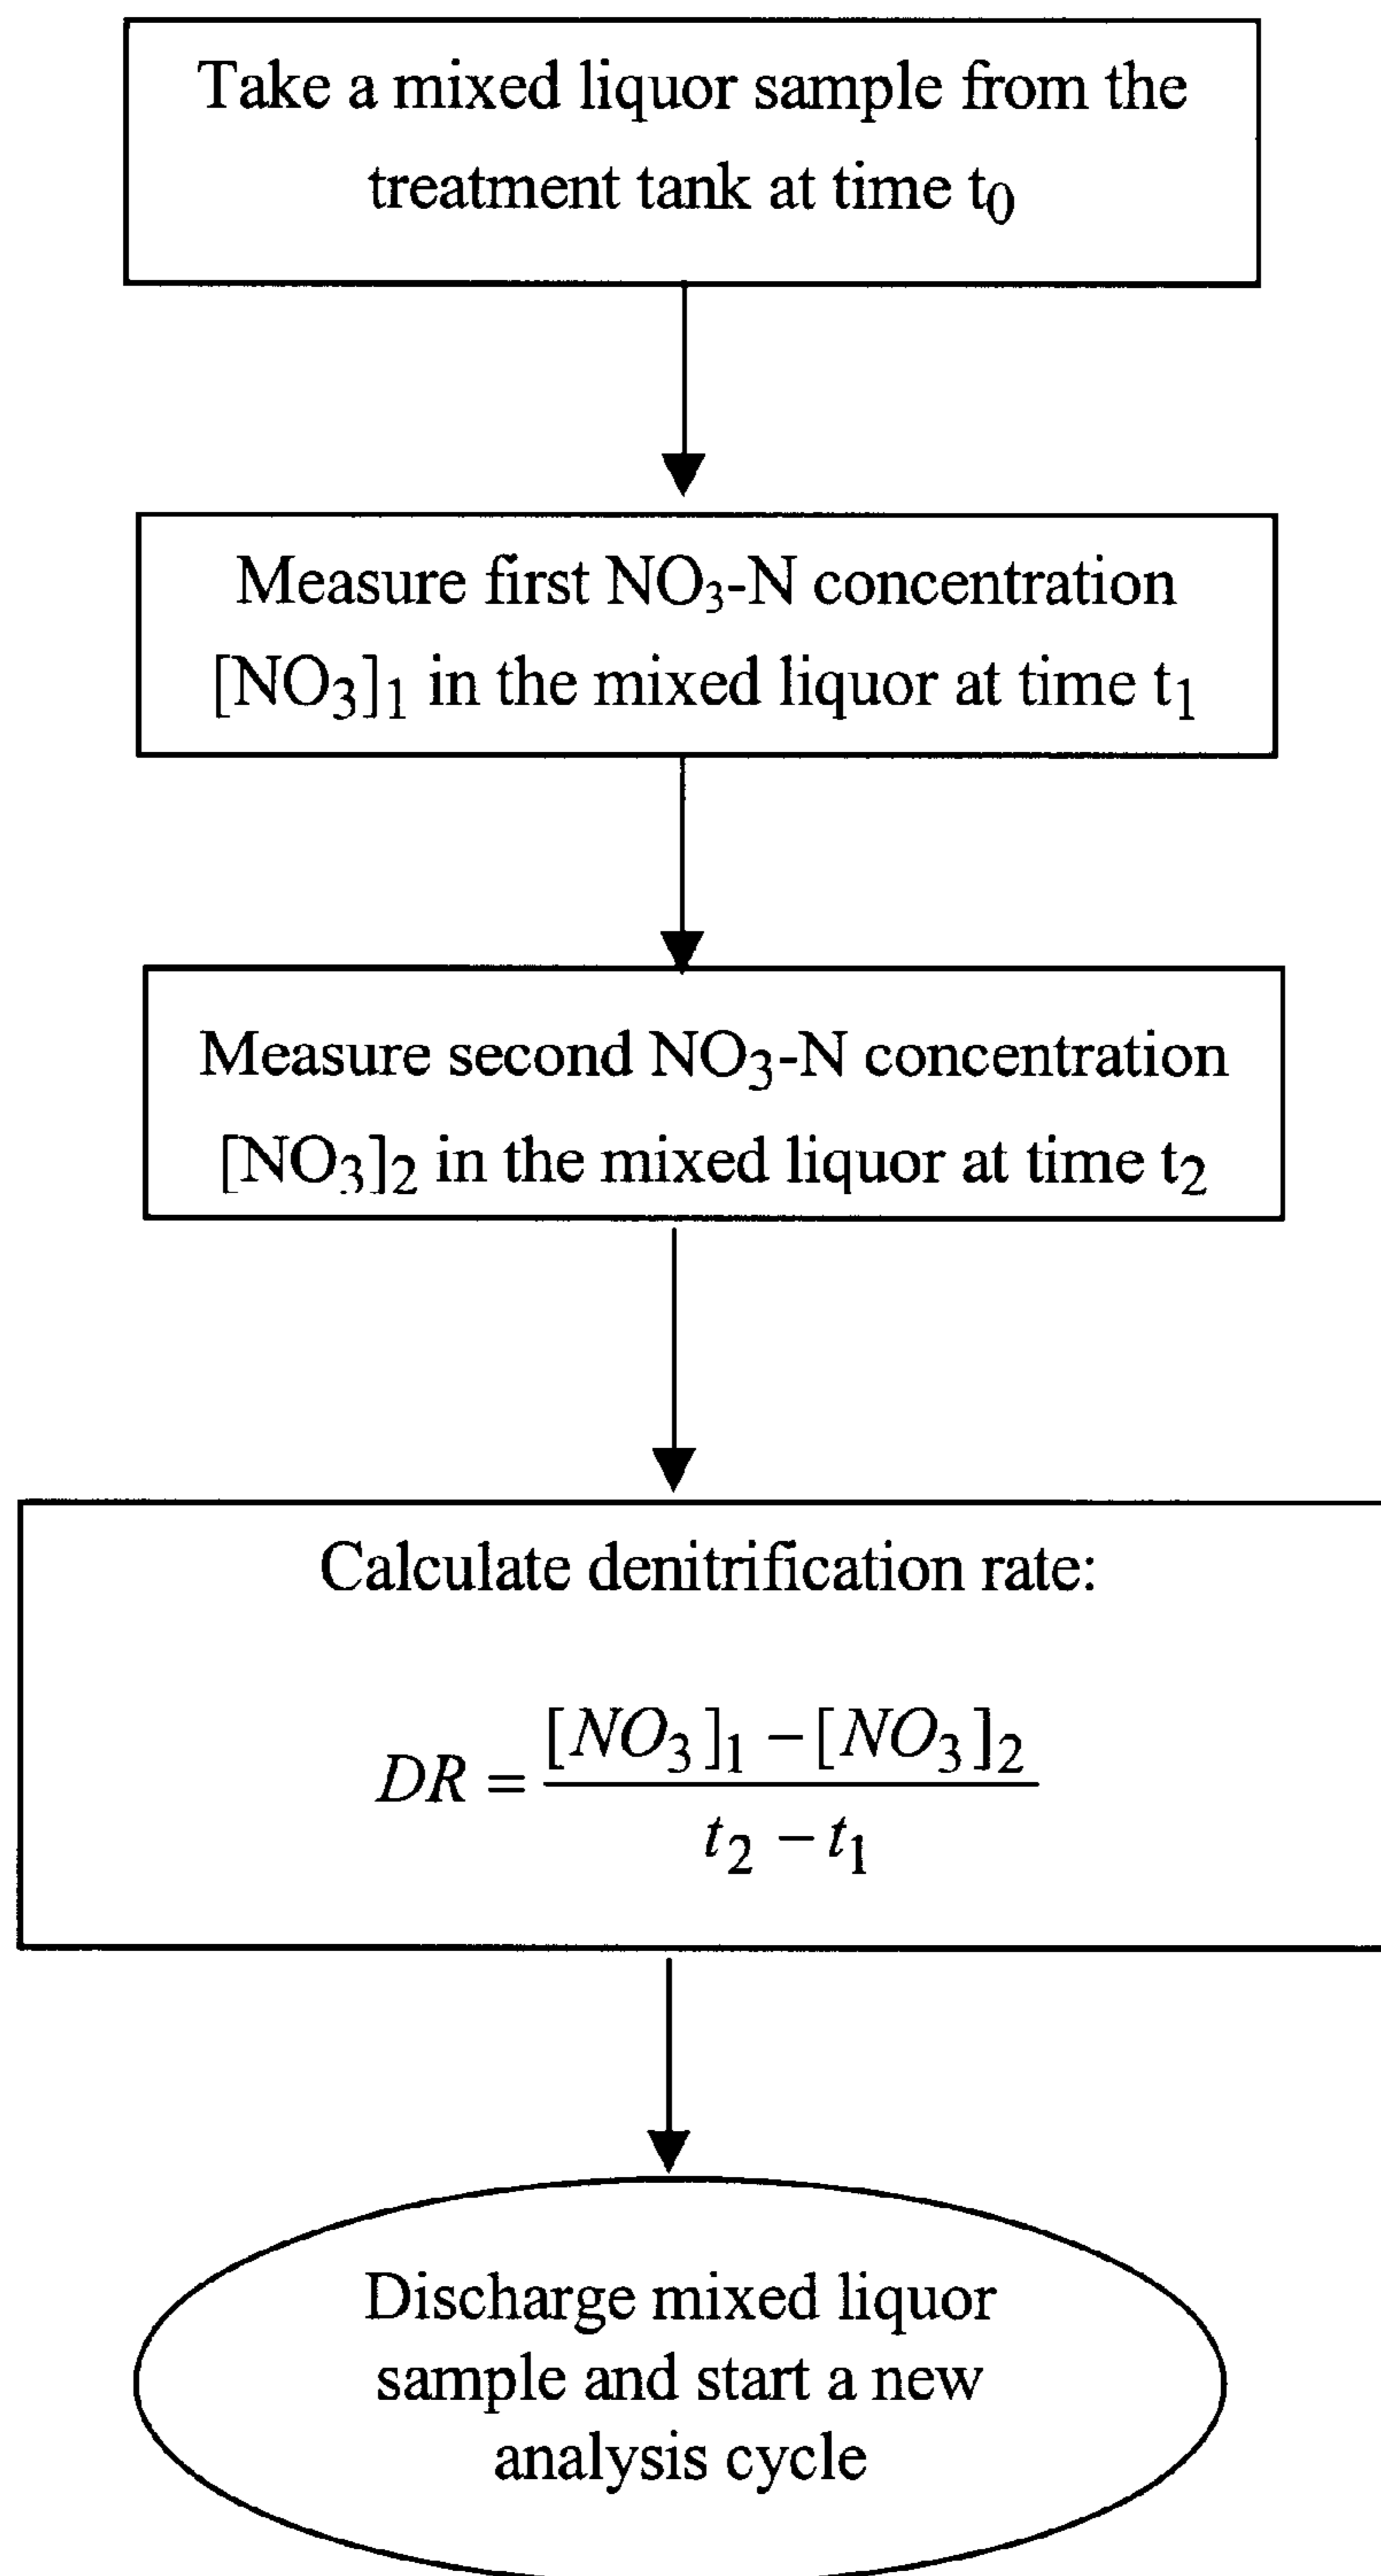 Take a mixed liquor sample from the
treatment tank at time t₀
Measure first NO₃-N concentration
[NO₃]₁ in the mixed liquor at time t₁
Measure second NO₃-N concentration
[NO₃]₂ in the mixed liquor at time t₂
Calculate denitrification rate:
DR = \frac{[NO₃]₁ − [NO₃]₂}{t₂ − t₁}
Discharge mixed liquor
sample and start a new
analysis cycle